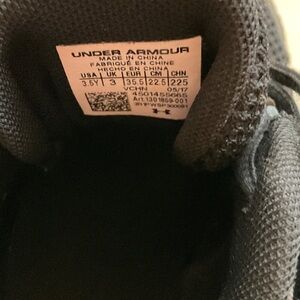 UNDER ARMOUR
MADE IN CHINA
FABRIQUÉ EN CHINE
HECHO EN CHINA
USA UK EUR CM CHN
3.5Y 3 35.5 22.5 225
VCHN 05/17
4501455665
Art.1301859-001